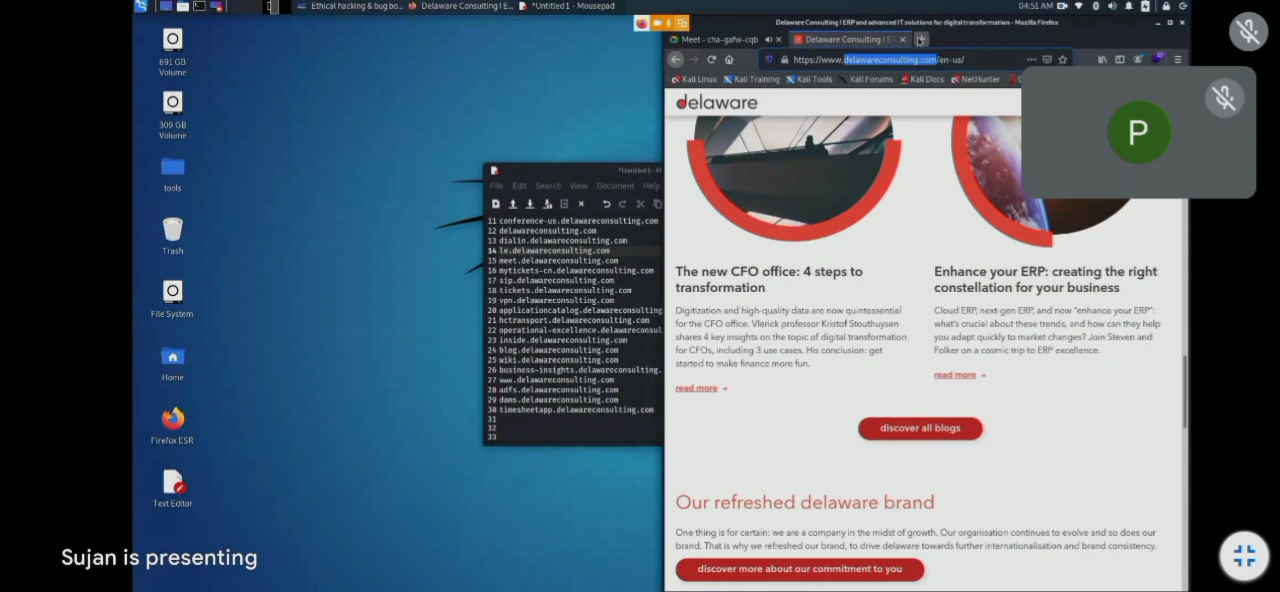 Ethical hacking & bug bo...
Delaware Consulting | E...
*Untitled 1 - Mousepad
04:51 AM
Delaware Consulting | ERP and advanced IT solutions for digital transformation - Mozilla Firefox
Meet - cha-gafw-cqb
Delaware Consulting | E
https://www.delawareconsulting.com/en-us/
Kali Linux
Kali Training
Kali Tools
Kali Forums
Kali Docs
NetHunter
691 GB
Volume
309 GB
Volume
tools
Trash
File System
Home
Firefox ESR
Text Editor
*Untitled 1 - M
File Edit Search View Document Help
11 conference-us.delawareconsulting.com
12 delawareconsulting.com
13 dialin.delawareconsulting.com
14 le.delawareconsulting.com
15 meet.delawareconsulting.com
16 mytickets-cn.delawareconsulting.com
17 sip.delawareconsulting.com
18 tickets.delawareconsulting.com
19 vpn.delawareconsulting.com
20 applicationcatalog.delawareconsulting
21 hctransport.delawareconsulting.com
22 operational-excellence.delawareconsul
23 inside.delawareconsulting.com
24 blog.delawareconsulting.com
25 wiki.delawareconsulting.com
26 business-insights.delawareconsulting.
27 www.delawareconsulting.com
28 adfs.delawareconsulting.com
29 dams.delawareconsulting.com
30 timesheetapp.delawareconsulting.com
31
32
33
delaware
The new CFO office: 4 steps to
transformation
Digitization and high-quality data are now quintessential
for the CFO office. Vlerick professor Kristof Stouthuysen
shares 4 key insights on the topic of digital transformation
for CFOs, including 3 use cases. His conclusion: get
started to make finance more fun.
read more
Enhance your ERP: creating the right
constellation for your business
Cloud ERP, next-gen ERP, and now "enhance your ERP":
what's crucial about these trends, and how can they help
you adapt quickly to market changes? Join Steven and
Folker on a cosmic trip to ERP excellence.
read more
discover all blogs
Our refreshed delaware brand
One thing is for certain: we are a company in the midst of growth. Our organisation continues to evolve and so does our
brand. That is why we refreshed our brand, to drive delaware towards further internationalisation and brand consistency.
discover more about our commitment to you
P
Sujan is presenting